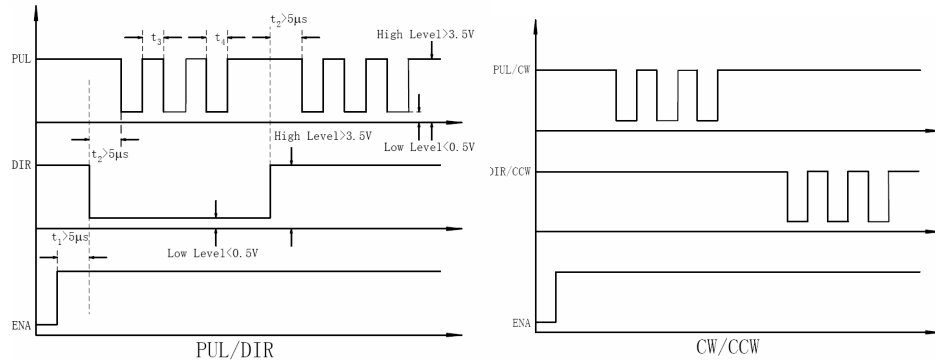 t2>5μs
t3
t4
High Level>3.5V
PUL
High Level>3.5V
t2>5μs
Low Level<0.5V
DIR
t1>5μs
Low Level<0.5V
ENA
PUL/DIR
PUL/CW
DIR/CCW
ENA
CW/CCW